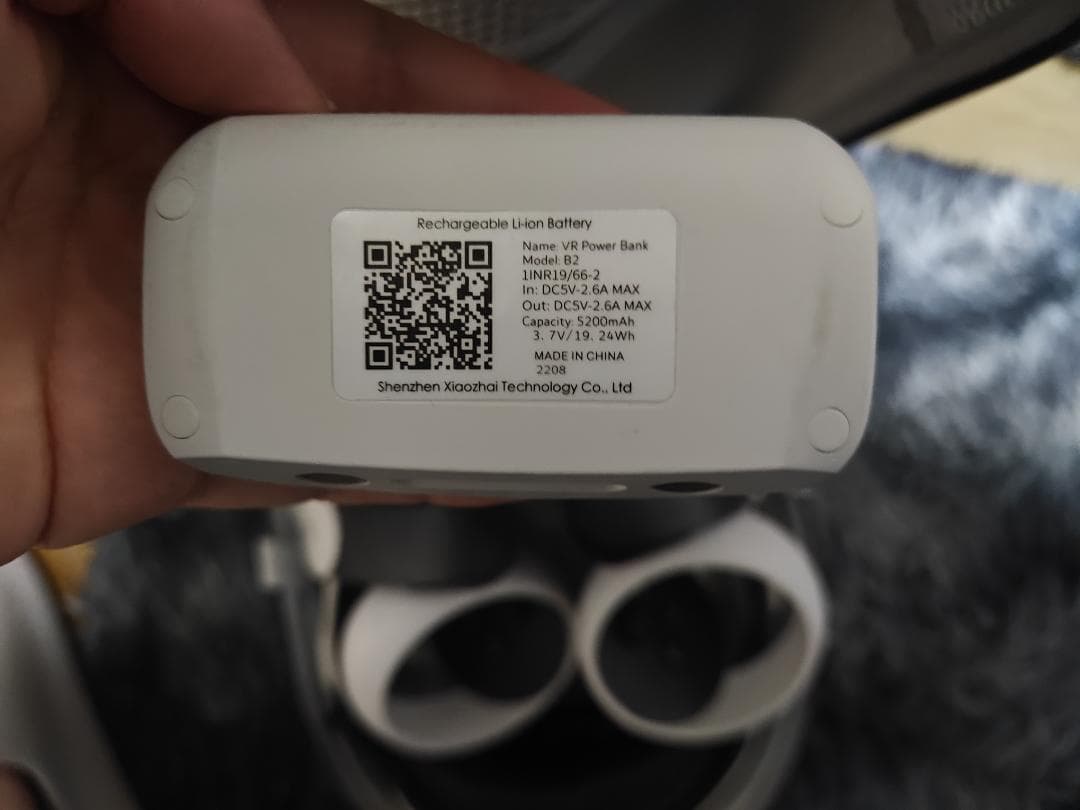 Rechargeable Li-ion Battery
Name: VR Power Bank
Model: B2
1INR19/66-2
In: DC5V-2.6A MAX
Out: DC5V-2.6A MAX
Capacity: 5200mAh
3. 7V/19. 24Wh
MADE IN CHINA
2208
Shenzhen Xiaozhai Technology Co., Ltd